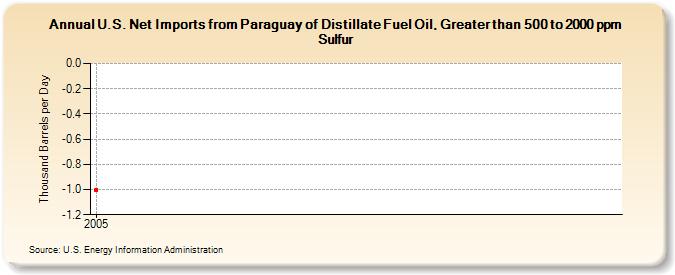 Annual U.S. Net Imports from Paraguay of Distillate Fuel Oil, Greater than 500 to 2000 ppm
Sulfur
Thousand Barrels per Day
0.0
-0.2
-0.4
-0.6
-0.8
-1.0
-1.2
2005
Source: U.S. Energy Information Administration